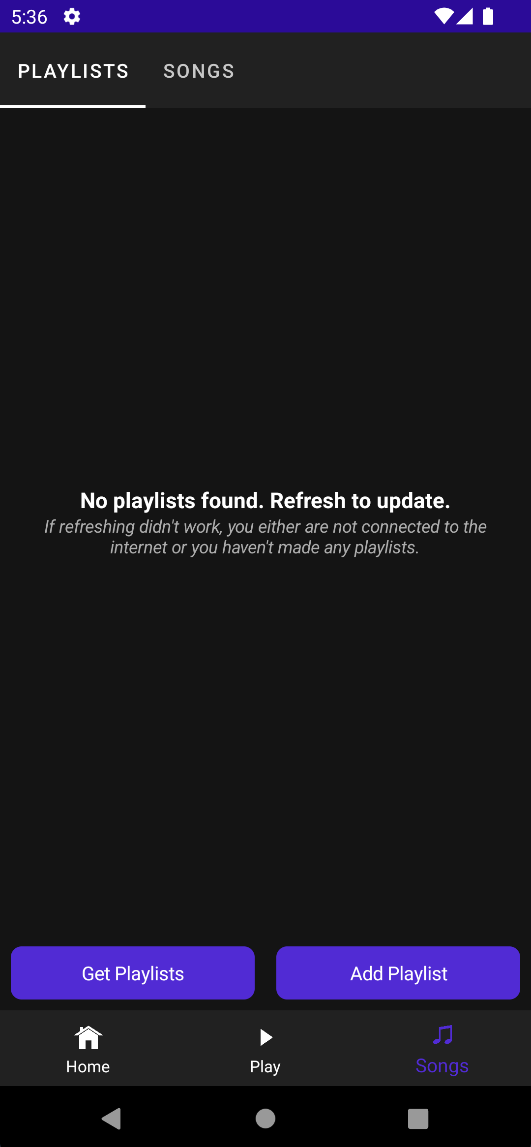 5:36
PLAYLISTS SONGS
No playlists found. Refresh to update.
If refreshing didn't work, you either are not connected to the
internet or you haven't made any playlists.
Get Playlists Add Playlist
Home Play Songs